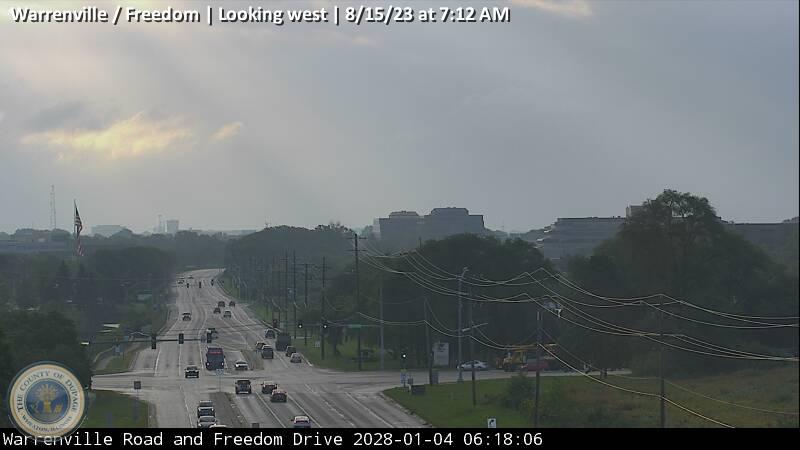 Warrenville / Freedom | Looking west | 8/15/23 at 7:12 AM
THE COUNTY OF DUPAGE
Warrenville Road and Freedom Drive 2028-01-04 06:18:06